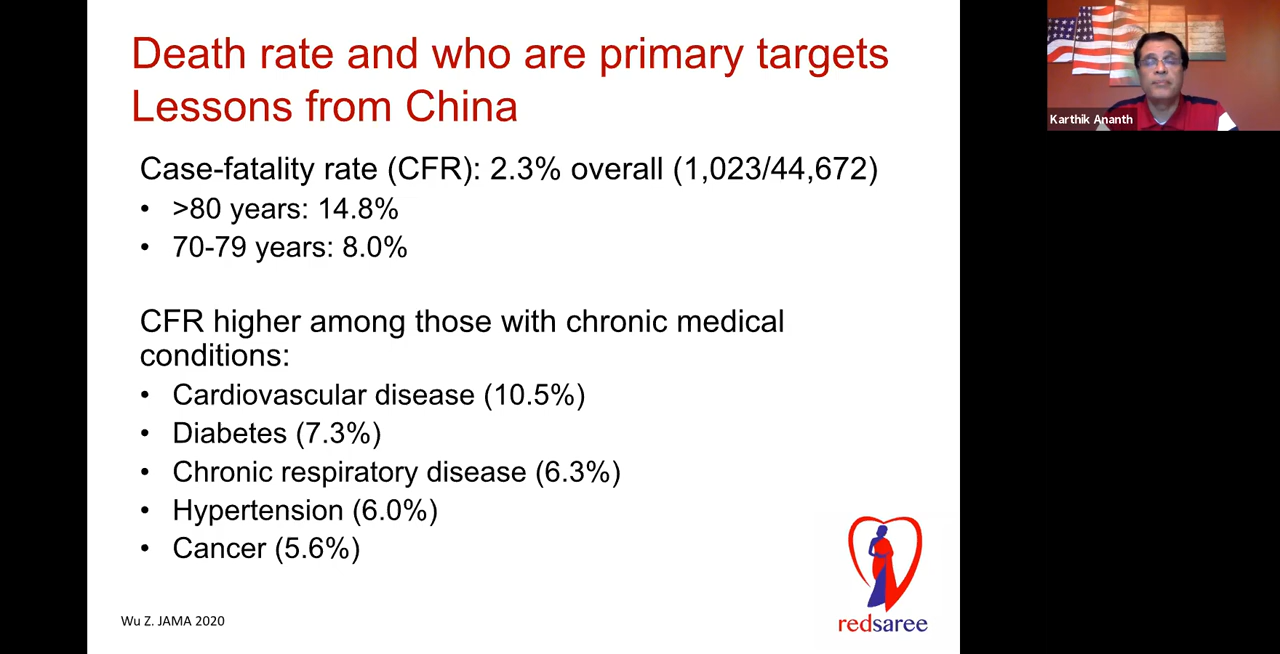 Death rate and who are primary targets
Lessons from China
Case-fatality rate (CFR): 2.3% overall (1,023/44,672)
• >80 years: 14.8%
• 70-79 years: 8.0%
CFR higher among those with chronic medical
conditions:
• Cardiovascular disease (10.5%)
• Diabetes (7.3%)
• Chronic respiratory disease (6.3%)
• Hypertension (6.0%)
• Cancer (5.6%)
Wu Z. JAMA 2020
redsaree
Karthik Ananth